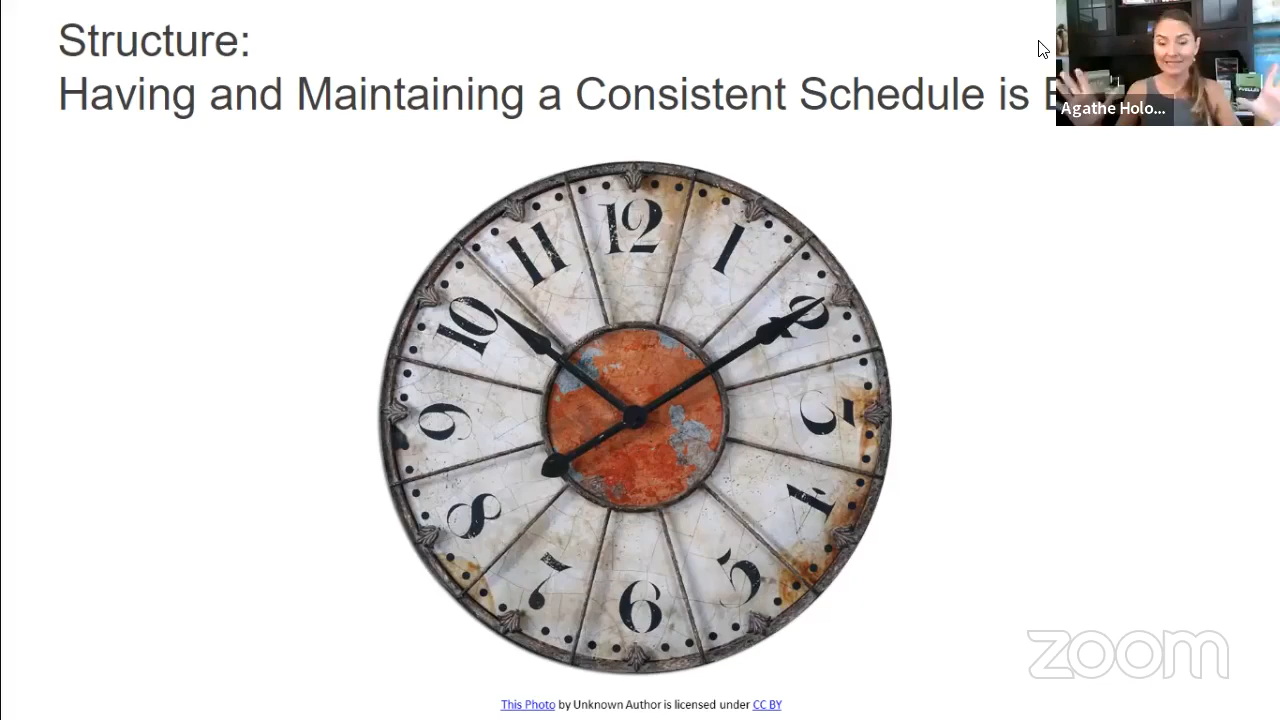 Structure:
Having and Maintaining a Consistent Schedule is
Agathe Holo...
12
11
1
10
2
9
3
8
4
7
5
6
zoom
This Photo by Unknown Author is licensed under CC BY